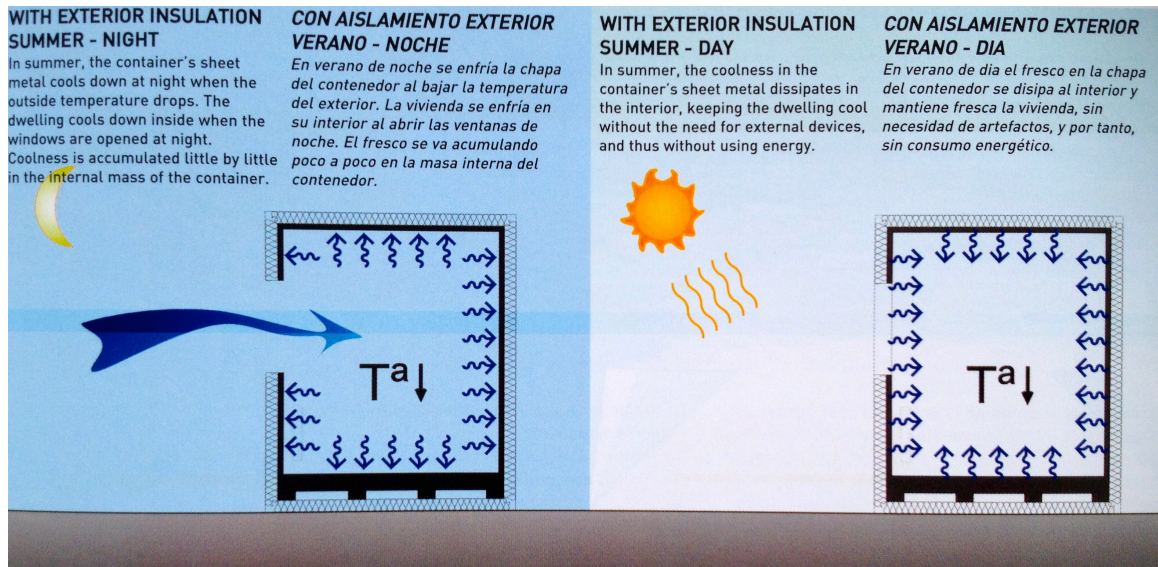 WITH EXTERIOR INSULATION
SUMMER - NIGHT
In summer, the container's sheet
metal cools down at night when the
outside temperature drops. The
dwelling cools down inside when the
windows are opened at night.
Coolness is accumulated little by little
in the internal mass of the container.
CON AISLAMIENTO EXTERIOR
VERANO - NOCHE
En verano de noche se enfría la chapa
del contenedor al bajar la temperatura
del exterior. La vivienda se enfría en
su interior al abrir las ventanas de
noche. El fresco se va acumulando
poco a poco en la masa interna del
contenedor.
Tª
WITH EXTERIOR INSULATION
SUMMER - DAY
In summer, the coolness in the
container's sheet metal dissipates in
the interior, keeping the dwelling cool
without the need for external devices,
and thus without using energy.
CON AISLAMIENTO EXTERIOR
VERANO - DIA
En verano de dia el fresco en la chapa
del contenedor se disipa al interior y
mantiene fresca la vivienda, sin
necesidad de artefactos, y por tanto,
sin consumo energético.
Tª